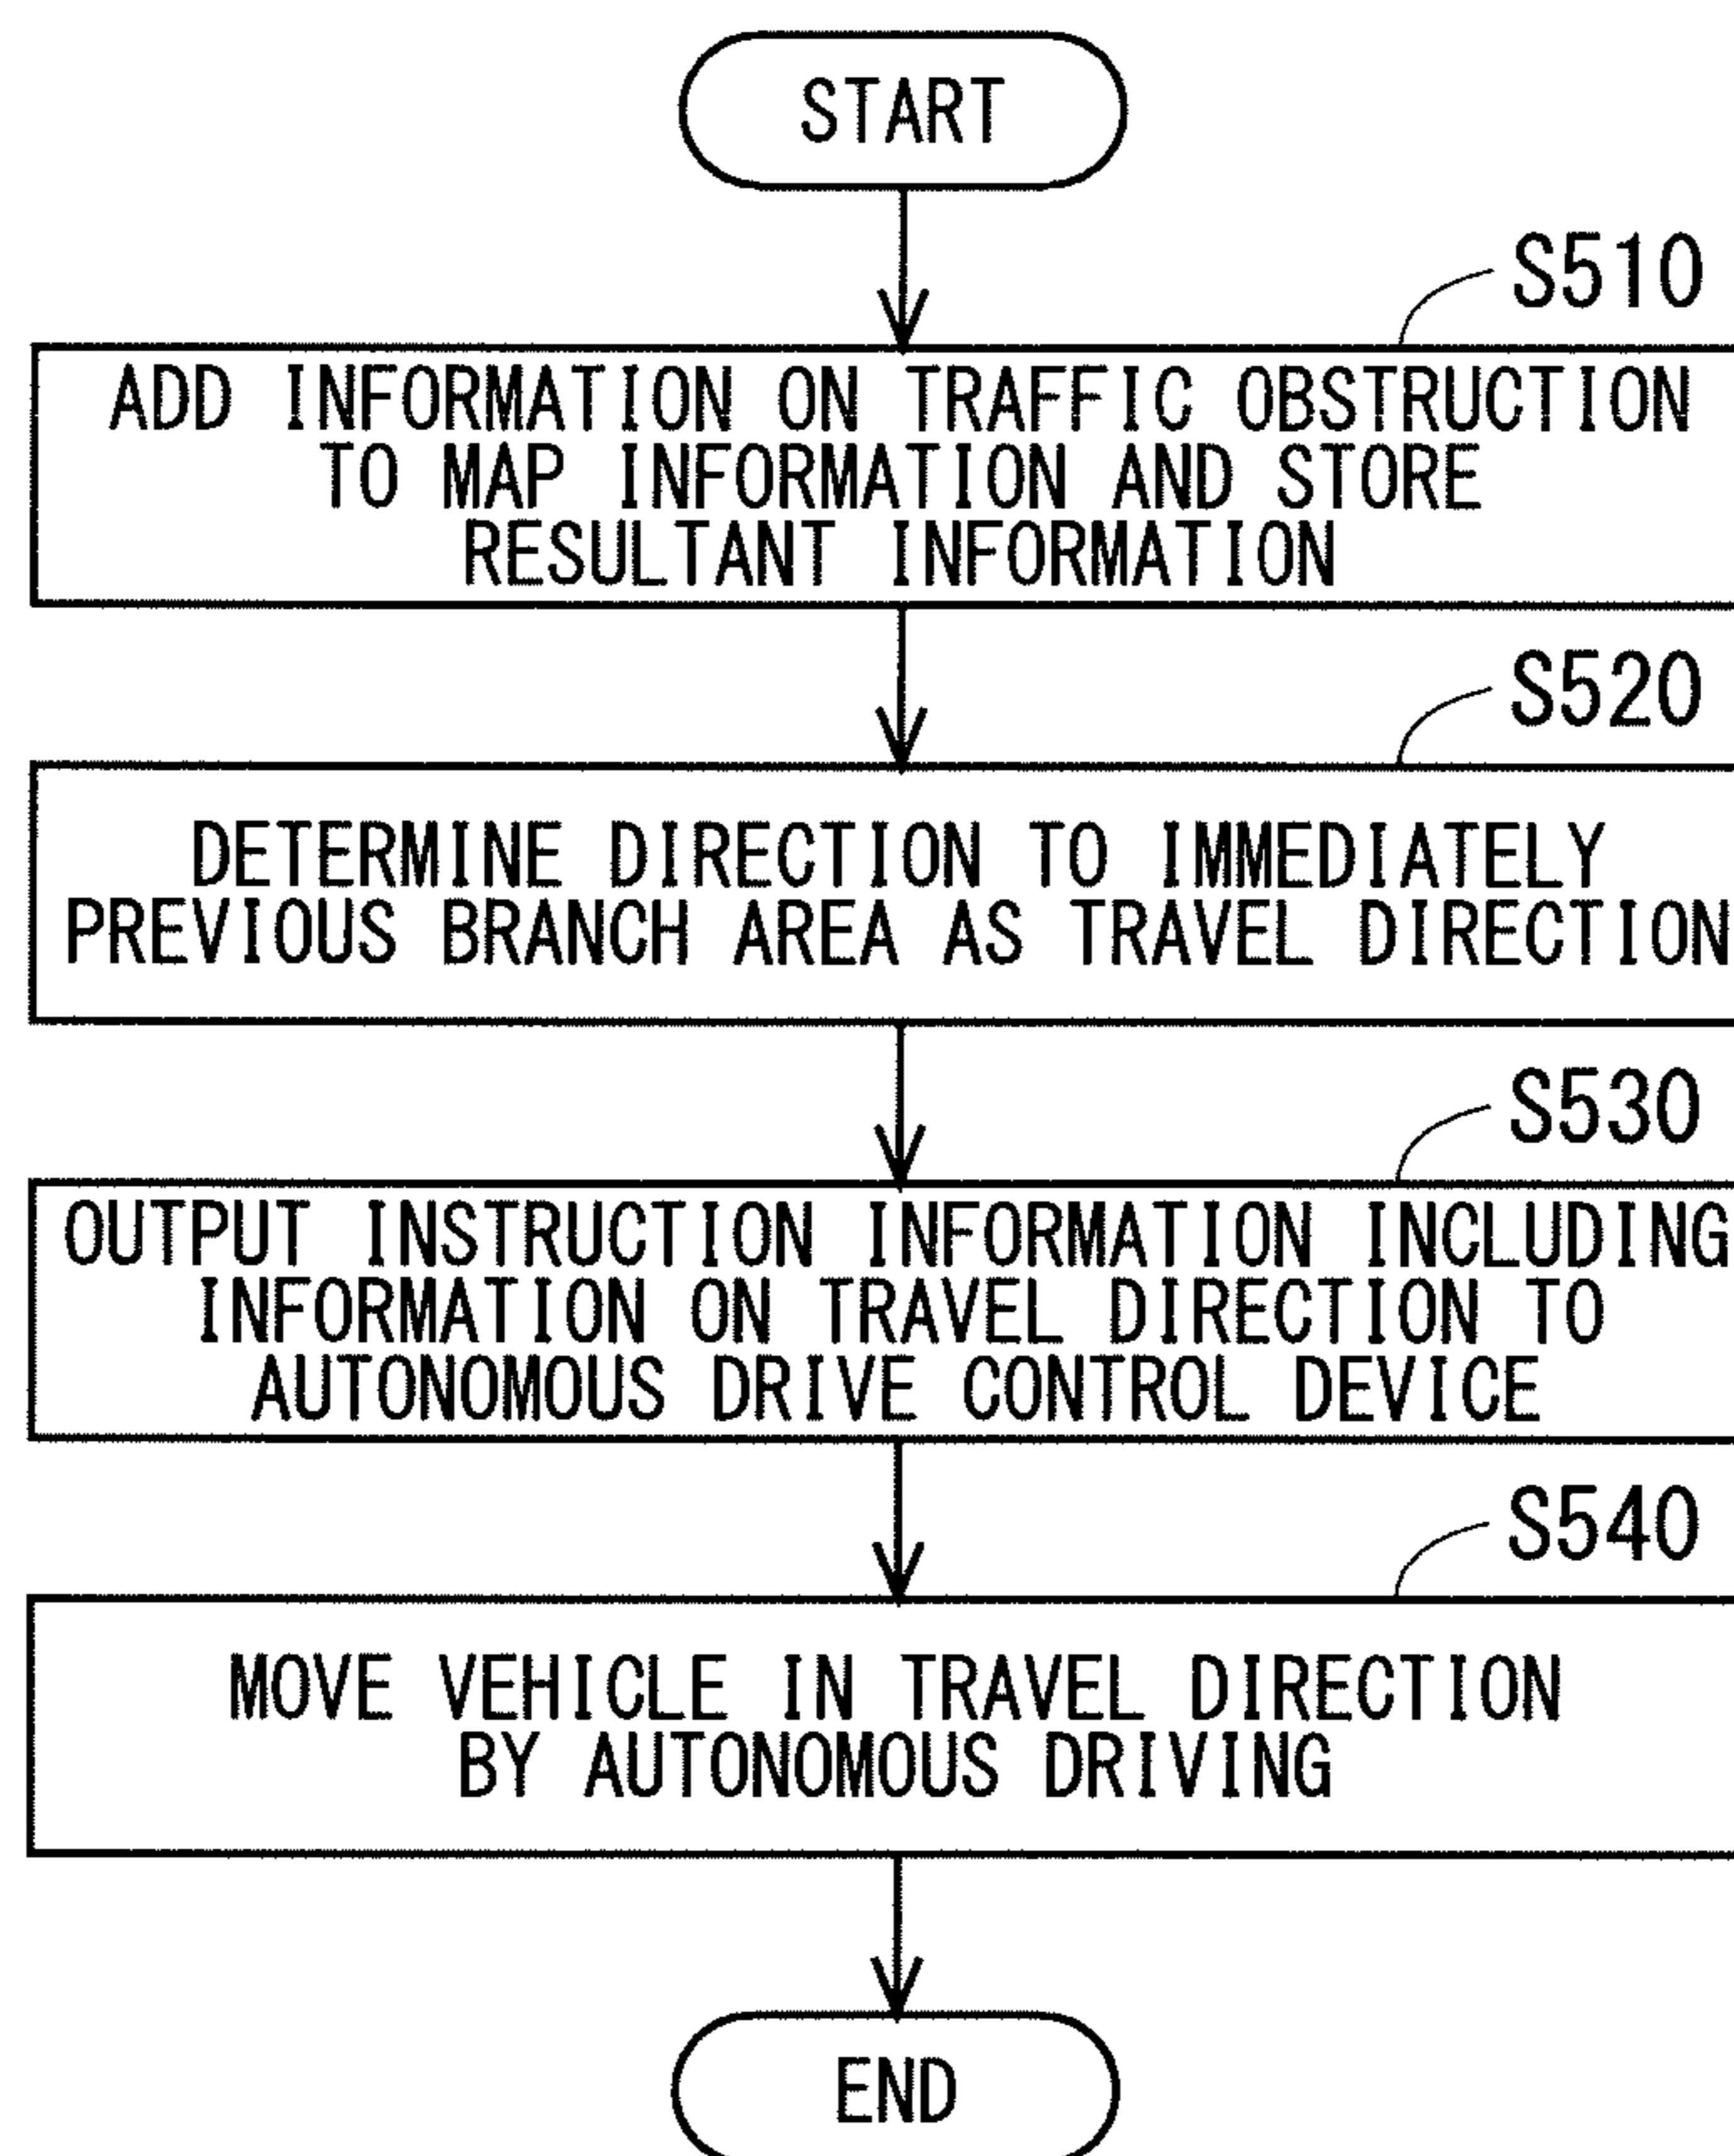 START
S510
ADD INFORMATION ON TRAFFIC OBSTRUCTION
TO MAP INFORMATION AND STORE
RESULTANT INFORMATION
S520
DETERMINE DIRECTION TO IMMEDIATELY
PREVIOUS BRANCH AREA AS TRAVEL DIRECTION
S530
OUTPUT INSTRUCTION INFORMATION INCLUDING
INFORMATION ON TRAVEL DIRECTION TO
AUTONOMOUS DRIVE CONTROL DEVICE
S540
MOVE VEHICLE IN TRAVEL DIRECTION
BY AUTONOMOUS DRIVING
END